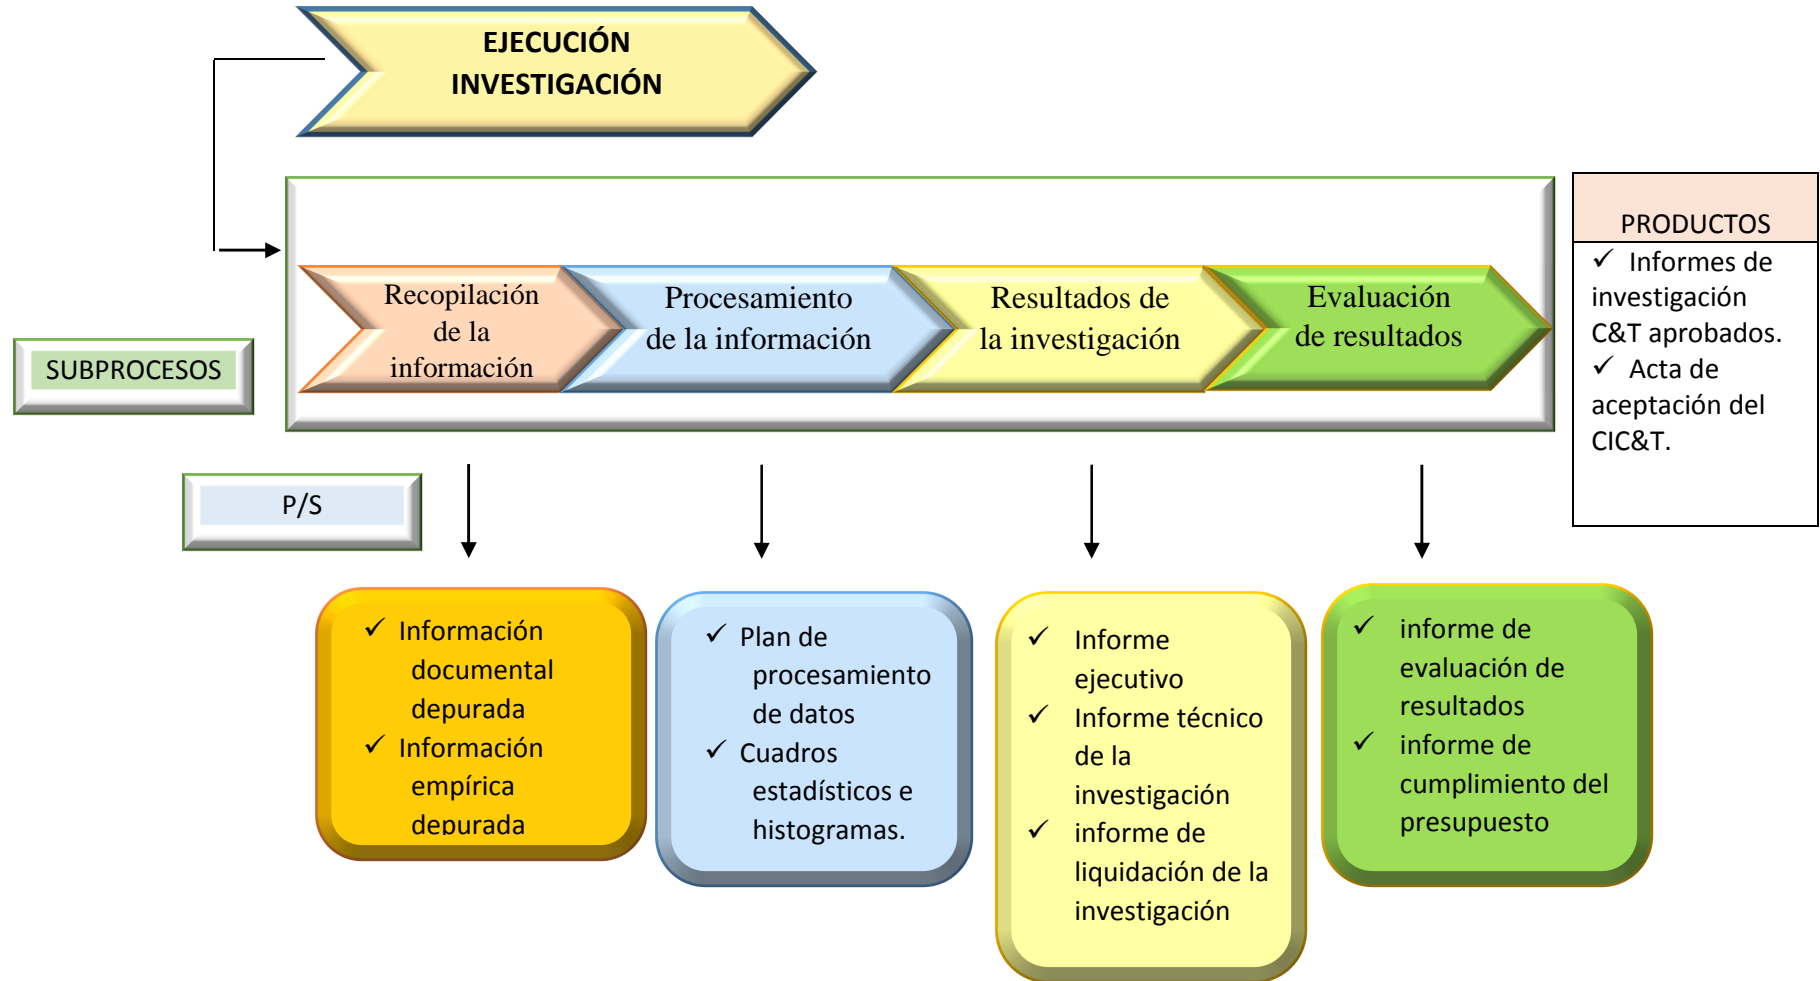 EJECUCIÓN
INVESTIGACIÓN
PRODUCTOS
✓ Informes de
investigación
C&T aprobados.
✓ Acta de
aceptación del
CIC&T.
Recopilación
de la
información
Procesamiento
de la información
Resultados de
la investigación
Evaluación
de resultados
SUBPROCESOS
P/S
✓ Información
documental
depurada
✓ Información
empírica
depurada
✓ Plan de
procesamiento
de datos
✓ Cuadros
estadísticos e
histogramas.
✓ Informe
ejecutivo
✓ Informe técnico
de la
investigación
✓ informe de
liquidación de la
investigación
✓ informe de
evaluación de
resultados
✓ informe de
cumplimiento del
presupuesto